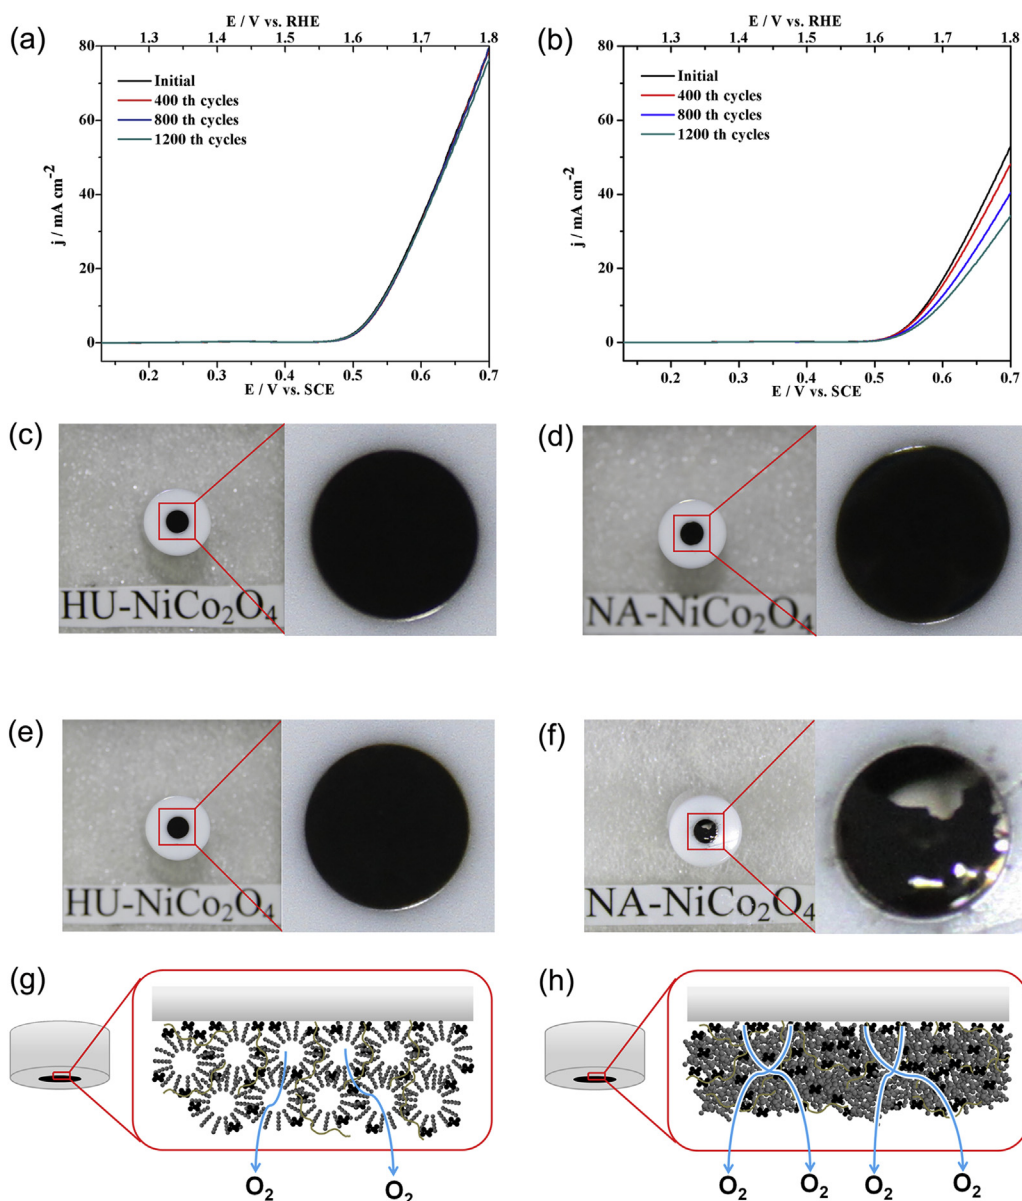 (a)
E / V vs. RHE
1.3 1.4 1.5 1.6 1.7 1.8
80
60
40
20
0
j / mA cm-2
Initial
400 th cycles
800 th cycles
1200 th cycles
0.2 0.3 0.4 0.5 0.6 0.7
E / V vs. SCE
(b)
E / V vs. RHE
1.3 1.4 1.5 1.6 1.7 1.8
80
60
40
20
0
j / mA cm-2
Initial
400 th cycles
800 th cycles
1200 th cycles
0.2 0.3 0.4 0.5 0.6 0.7
E / V vs. SCE
(c)
HU-NiCo2O4
(d)
NA-NiCo2O4
(e)
HU-NiCo2O4
(f)
NA-NiCo2O4
(g)
O2 O2
(h)
O2 O2 O2 O2